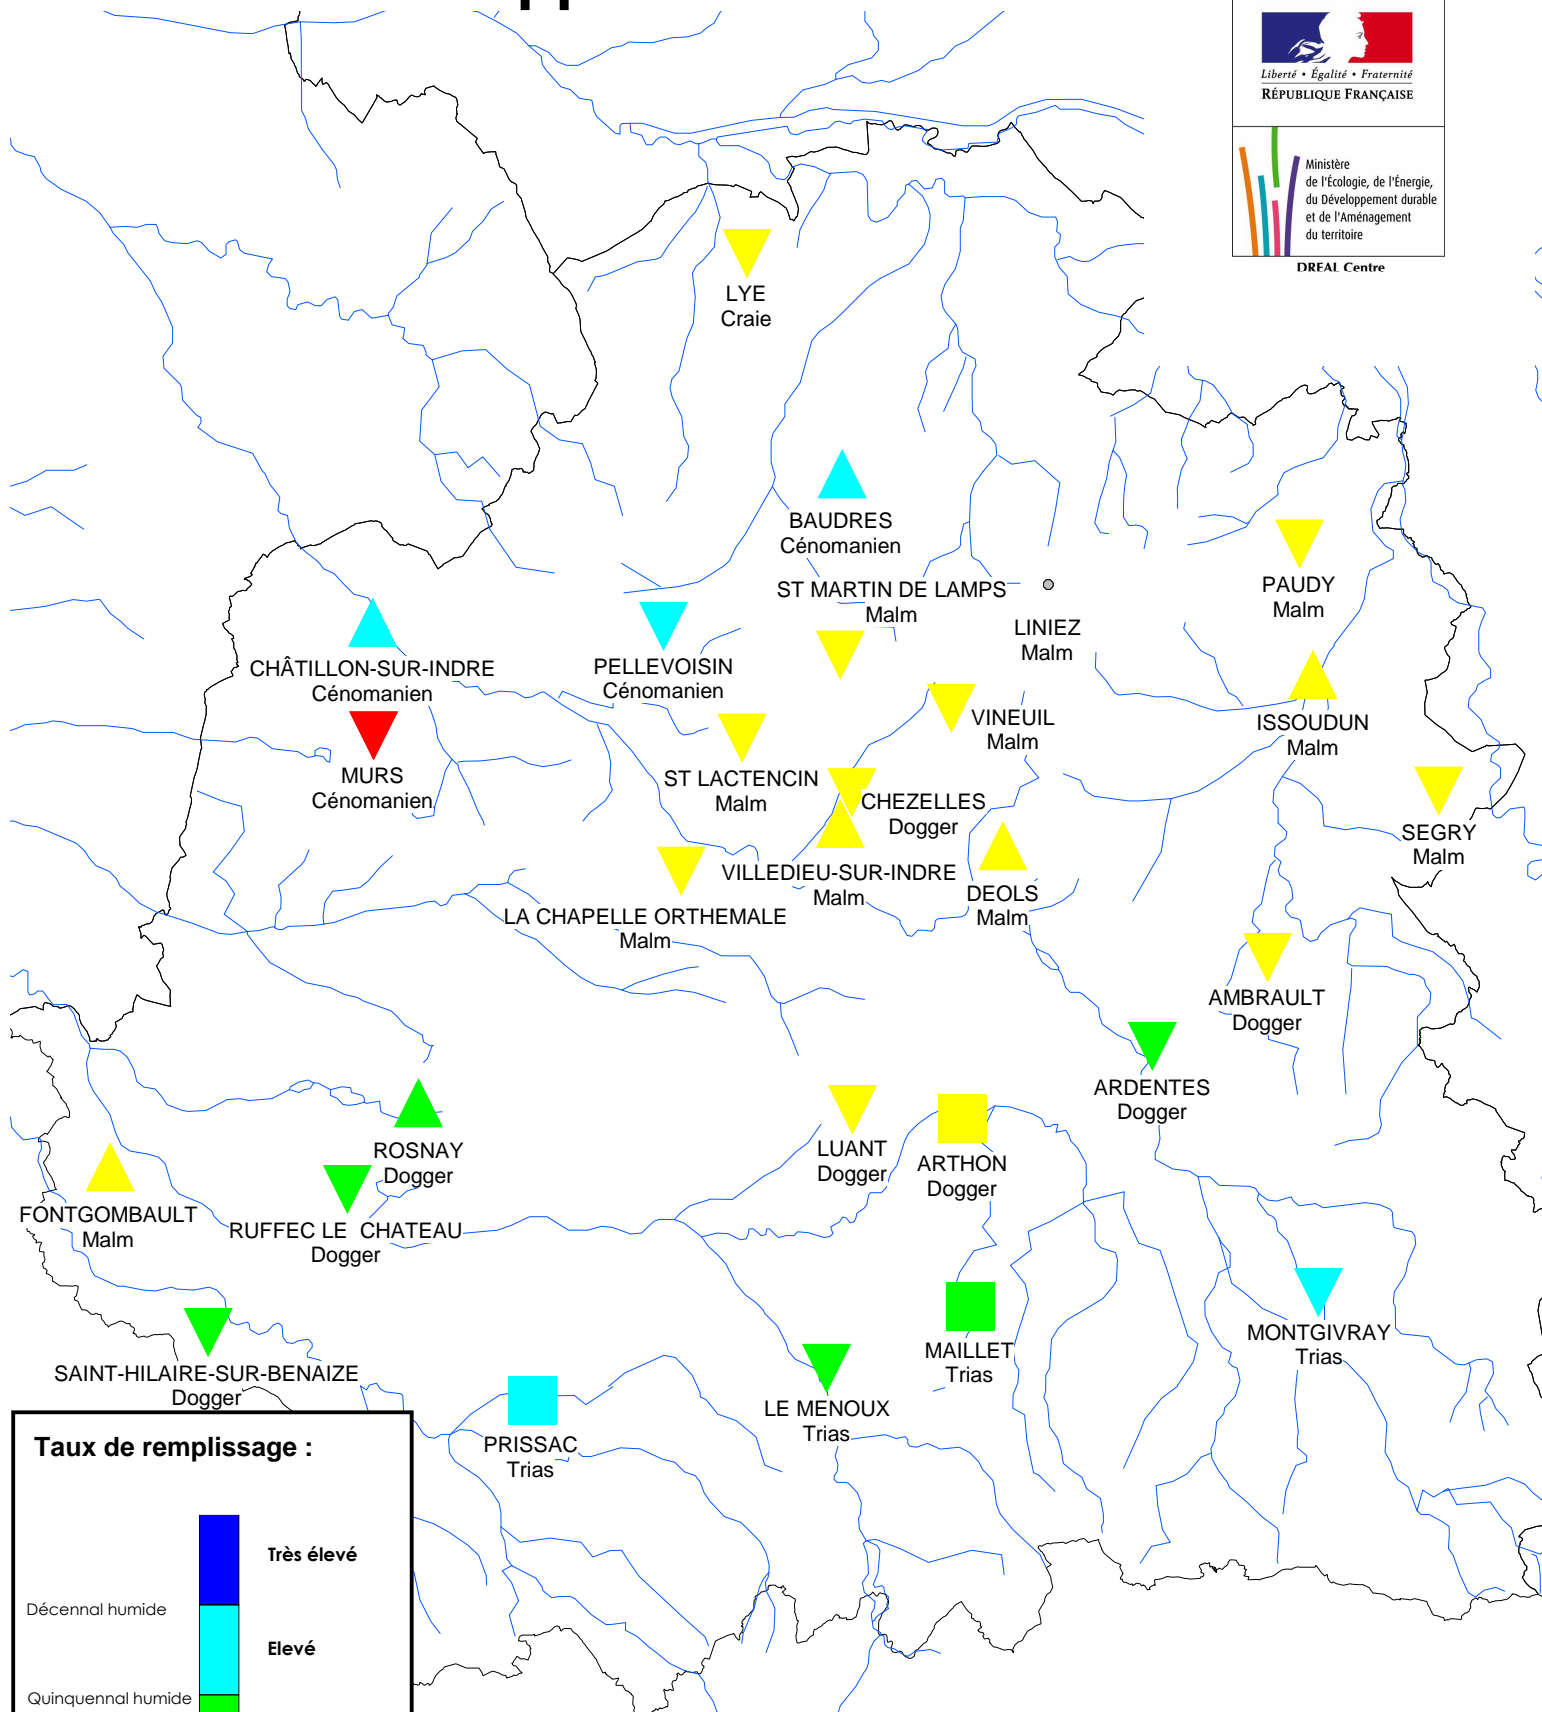 Liberté • Égalité • Fraternité
RÉPUBLIQUE FRANÇAISE
Ministère
de l'Écologie, de l'Énergie,
du Développement durable
et de l'Aménagement
du territoire
DREAL Centre
LYE
Craie
BAUDRES
Cénomanien
ST MARTIN DE LAMPS
Malm
LINIEZ
Malm
PAUDY
Malm
CHÂTILLON-SUR-INDRE
Cénomanien
PELLEVOISIN
Cénomanien
VINEUIL
Malm
ISSOUDUN
Malm
MURS
Cénomanien
ST LACTENCIN
Malm
CHEZELLES
Dogger
SEGRY
Malm
VILLEDIEU-SUR-INDRE
Malm
DEOLS
Malm
LA CHAPELLE ORTHEMALE
Malm
AMBRAULT
Dogger
ARDENTES
Dogger
ROSNAY
Dogger
LUANT
Dogger
ARTHON
Dogger
FONTGOMBAULT
Malm
RUFFEC LE CHATEAU
Dogger
MONTGIVRAY
Trias
MAILLET
Trias
SAINT-HILAIRE-SUR-BENAIZE
Dogger
LE MENOUX
Trias
PRISSAC
Trias
Taux de remplissage :
Très élevé
Décennal humide
Elevé
Quinquennal humide